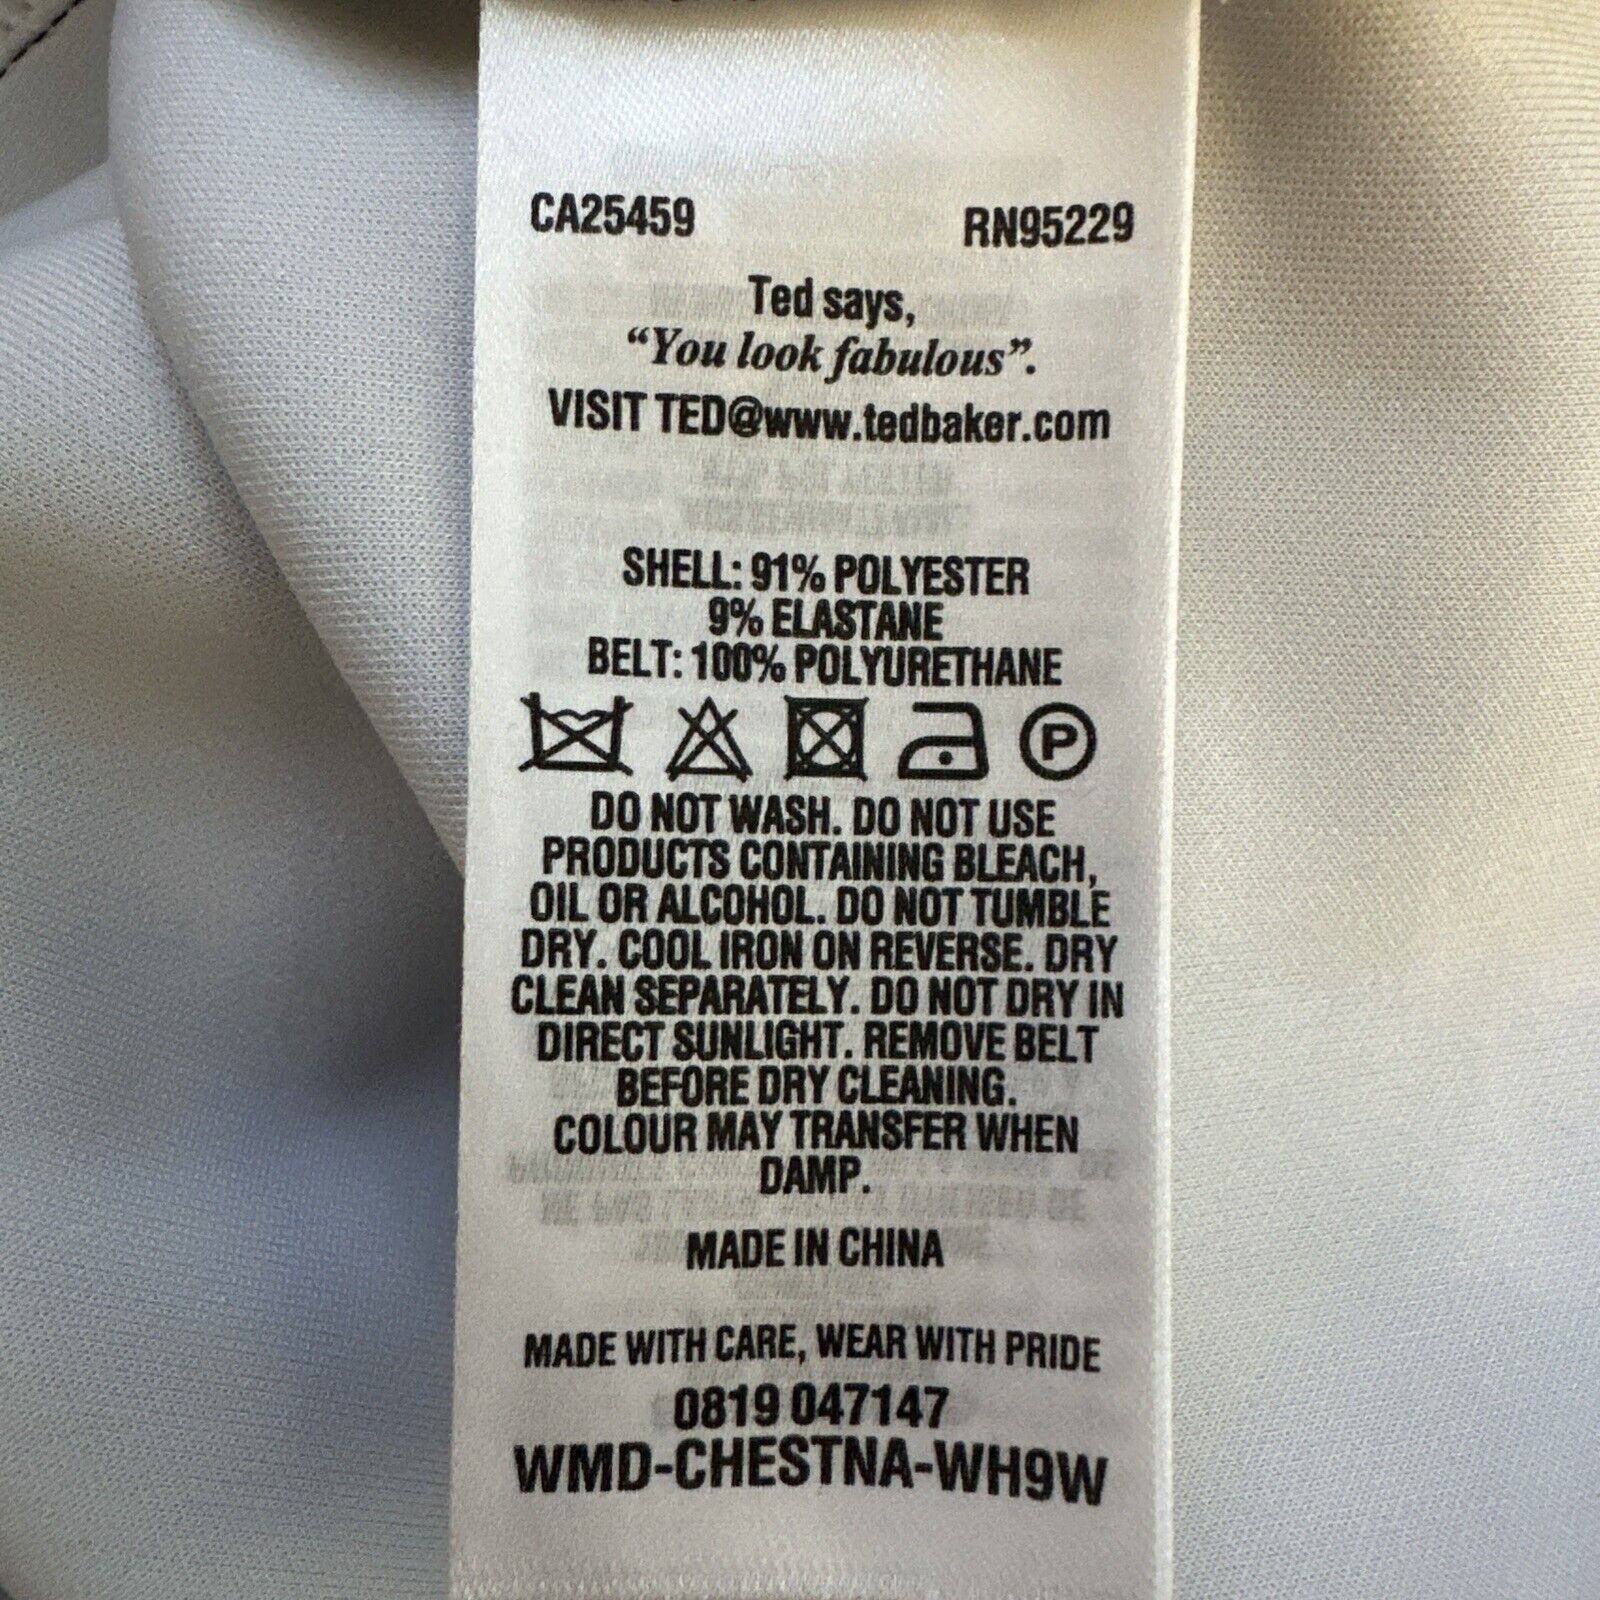 CA25459 RN95229
Ted says,
“You look fabulous”.
VISIT TED@www.tedbaker.com
SHELL: 91% POLYESTER
9% ELASTANE
BELT: 100% POLYURETHANE
P
DO NOT WASH. DO NOT USE
PRODUCTS CONTAINING BLEACH,
OIL OR ALCOHOL. DO NOT TUMBLE
DRY. COOL IRON ON REVERSE. DRY
CLEAN SEPARATELY. DO NOT DRY IN
DIRECT SUNLIGHT. REMOVE BELT
BEFORE DRY CLEANING.
COLOUR MAY TRANSFER WHEN
DAMP.
MADE IN CHINA
MADE WITH CARE, WEAR WITH PRIDE
0819 047147
WMD-CHESTNA-WH9W